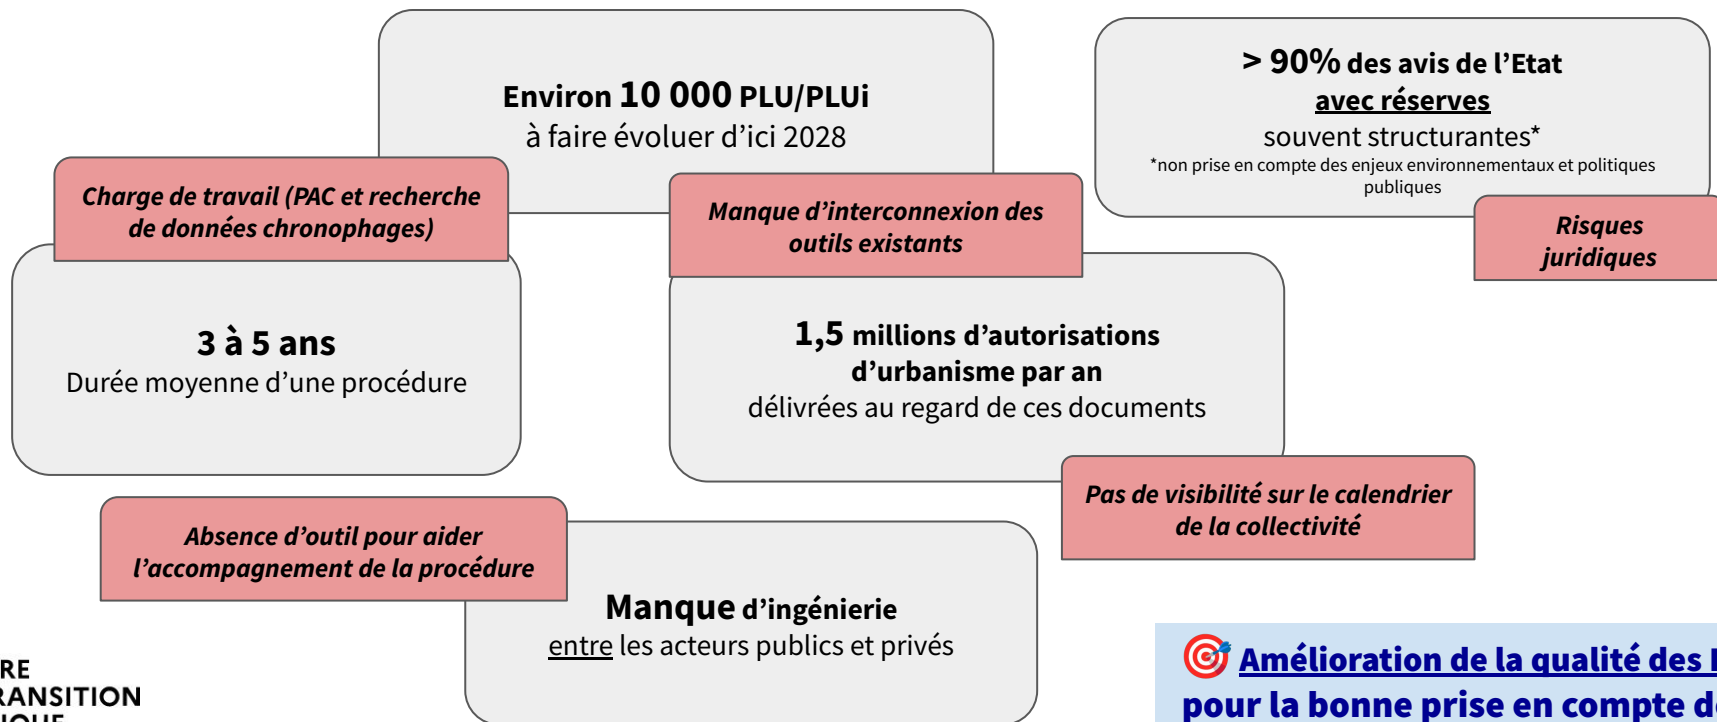 Environ 10 000 PLU/PLUi
à faire évoluer d'ici 2028
> 90% des avis de l'Etat
avec réserves
souvent structurantes*
*non prise en compte des enjeux environnementaux et politiques
publiques
Charge de travail (PAC et recherche
de données chronophages)
Manque d'interconnexion des
outils existants
Risques
juridiques
3 à 5 ans
Durée moyenne d'une procédure
1,5 millions d'autorisations
d'urbanisme par an
délivrées au regard de ces documents
Pas de visibilité sur le calendrier
de la collectivité
Absence d'outil pour aider
l'accompagnement de la procédure
Manque d'ingénierie
entre les acteurs publics et privés
🎯 Amélioration de la qualité des
pour la bonne prise en compte